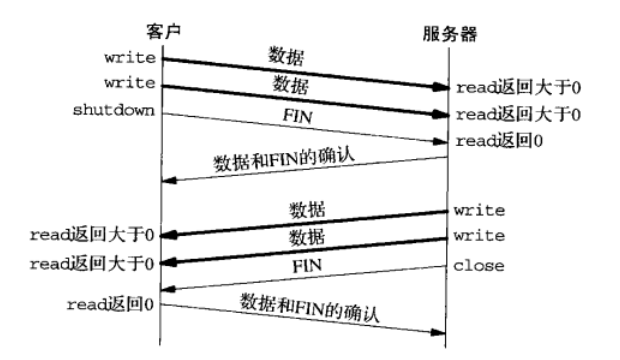 客户 服务器
write 数据
write 数据 read返回大于0
shutdown FIN read返回大于0
read返回0
数据和FIN的确认
数据 write
read返回大于0 数据 write
read返回大于0 FIN close
read返回0 数据和FIN的确认